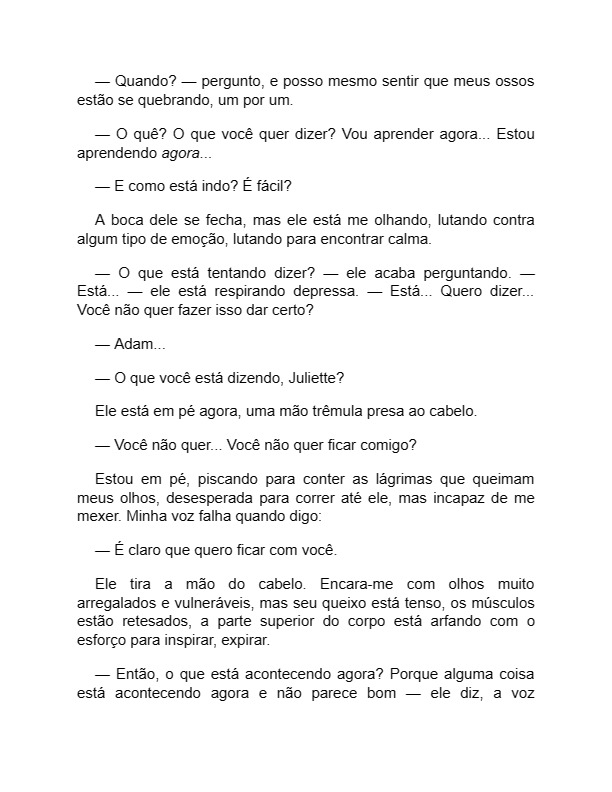 — Quando? — pergunto, e posso mesmo sentir que meus ossos
estão se quebrando, um por um.
— O quê? O que você quer dizer? Vou aprender agora... Estou
aprendendo agora...
— E como está indo? É fácil?
A boca dele se fecha, mas ele está me olhando, lutando contra
algum tipo de emoção, lutando para encontrar calma.
— O que está tentando dizer? — ele acaba perguntando. —
Está... — ele está respirando depressa. — Está... Quero dizer...
Você não quer fazer isso dar certo?
— Adam...
— O que você está dizendo, Juliette?
Ele está em pé agora, uma mão trêmula presa ao cabelo.
— Você não quer... Você não quer ficar comigo?
Estou em pé, piscando para conter as lágrimas que queimam
meus olhos, desesperada para correr até ele, mas incapaz de me
mexer. Minha voz falha quando digo:
— É claro que quero ficar com você.
Ele tira a mão do cabelo. Encara-me com olhos muito
arregalados e vulneráveis, mas seu queixo está tenso, os músculos
estão retesados, a parte superior do corpo está arfando com o
esforço para inspirar, expirar.
— Então, o que está acontecendo agora? Porque alguma coisa
está acontecendo agora e não parece bom — ele diz, a voz